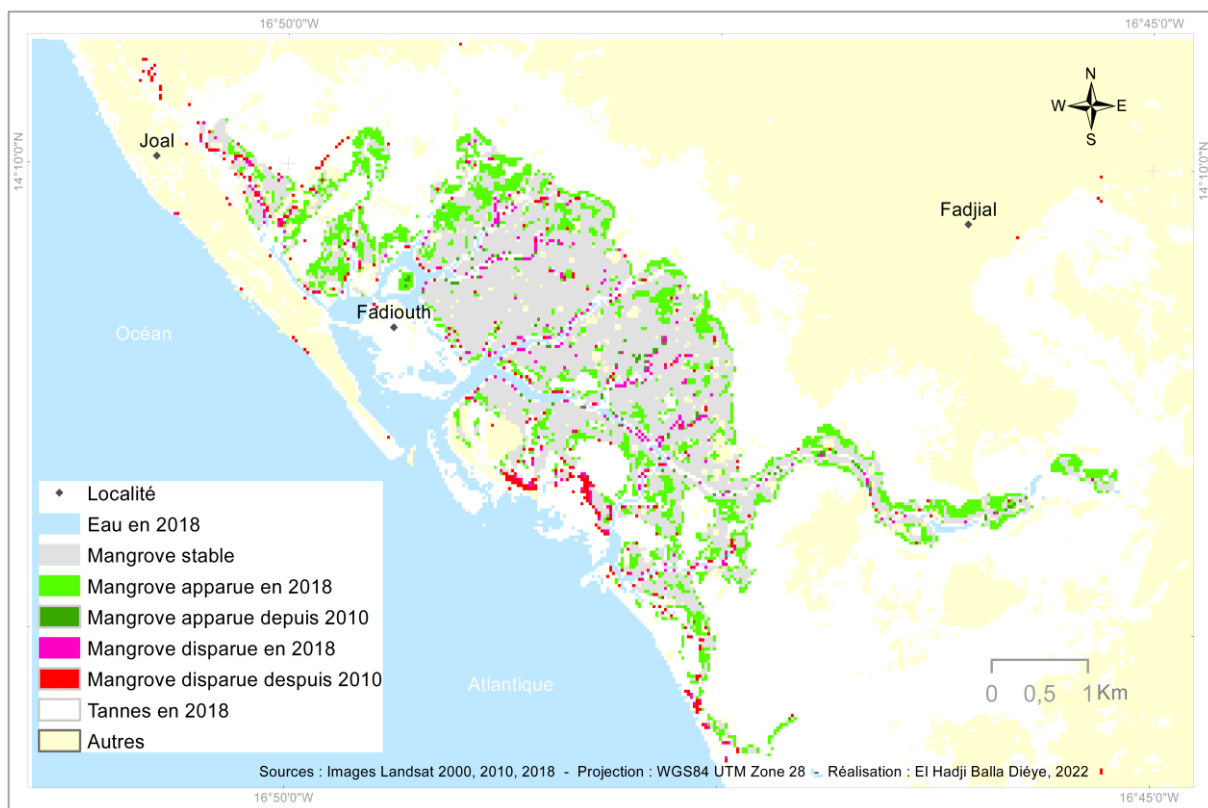 16°50'0"W
16°45'0"W
N
W
E
S
14°10'0"N
14°10'0"N
Joal
Fadjial
Fadiouth
Océan
Localité
Eau en 2018
Mangrove stable
Mangrove apparue en 2018
Mangrove apparue depuis 2010
Mangrove disparue en 2018
Mangrove disparue despuis 2010
Tannes en 2018
Autres
Atlantique
0 0,5 1 Km
Sources : Images Landsat 2000, 2010, 2018 - Projection : WGS84 UTM Zone 28 - Réalisation : El Hadji Balla Diéye, 2022
16°50'0"W
16°45'0"W